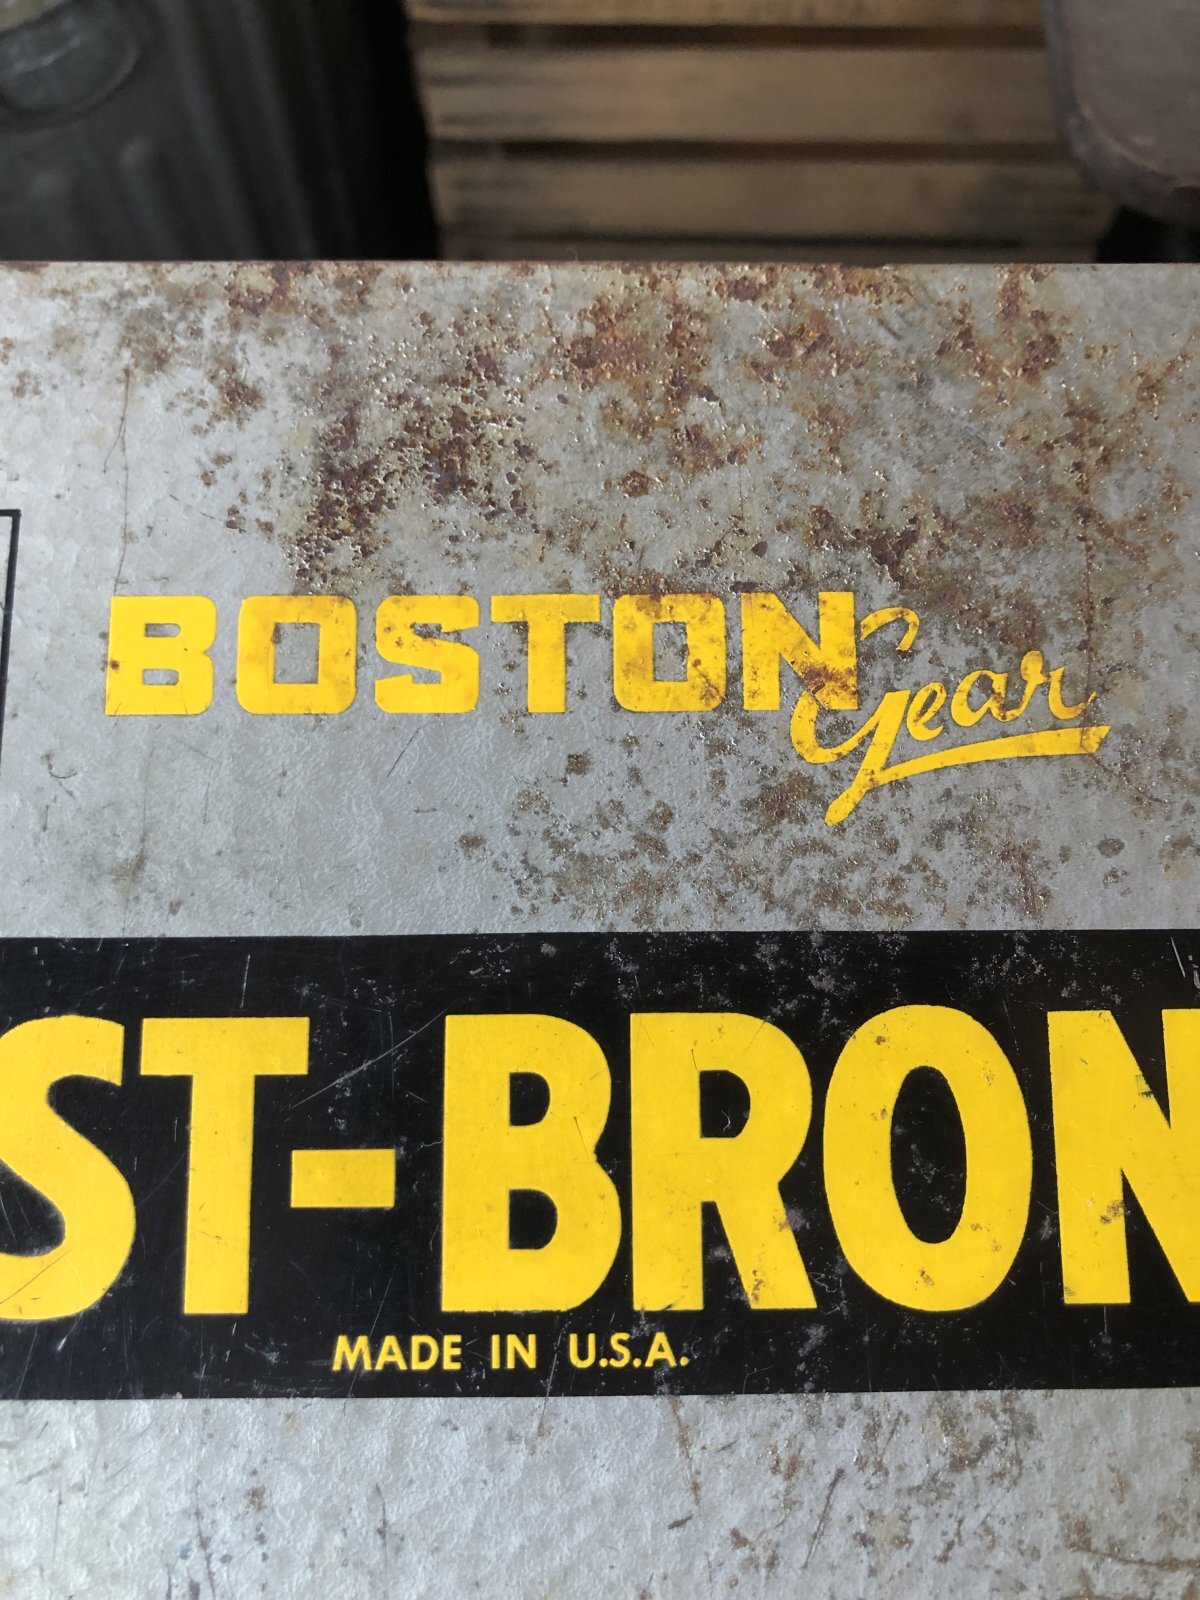 BOSTON Gear
ST-BRON
MADE IN U.S.A.